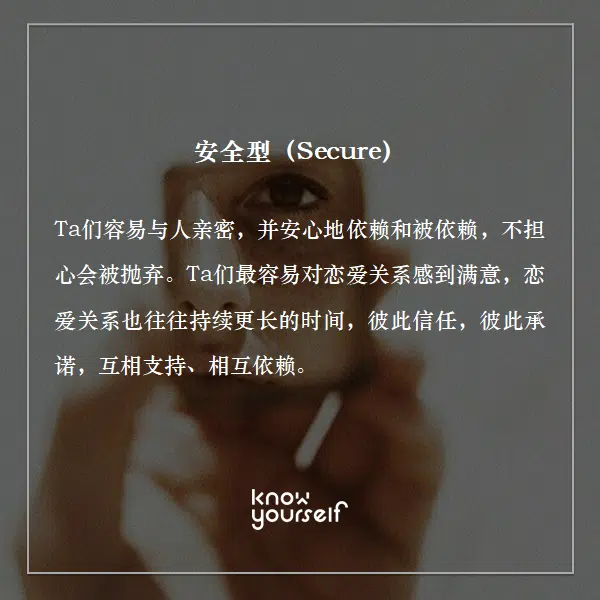 安全型（Secure）
Ta们容易与人亲密，并安心地依赖和被依赖，不担
心会被抛弃。Ta们最容易对恋爱关系感到满意，恋
爱关系也往往持续更长的时间，彼此信任，彼此承
诺，互相支持、相互依赖。
know
yourself